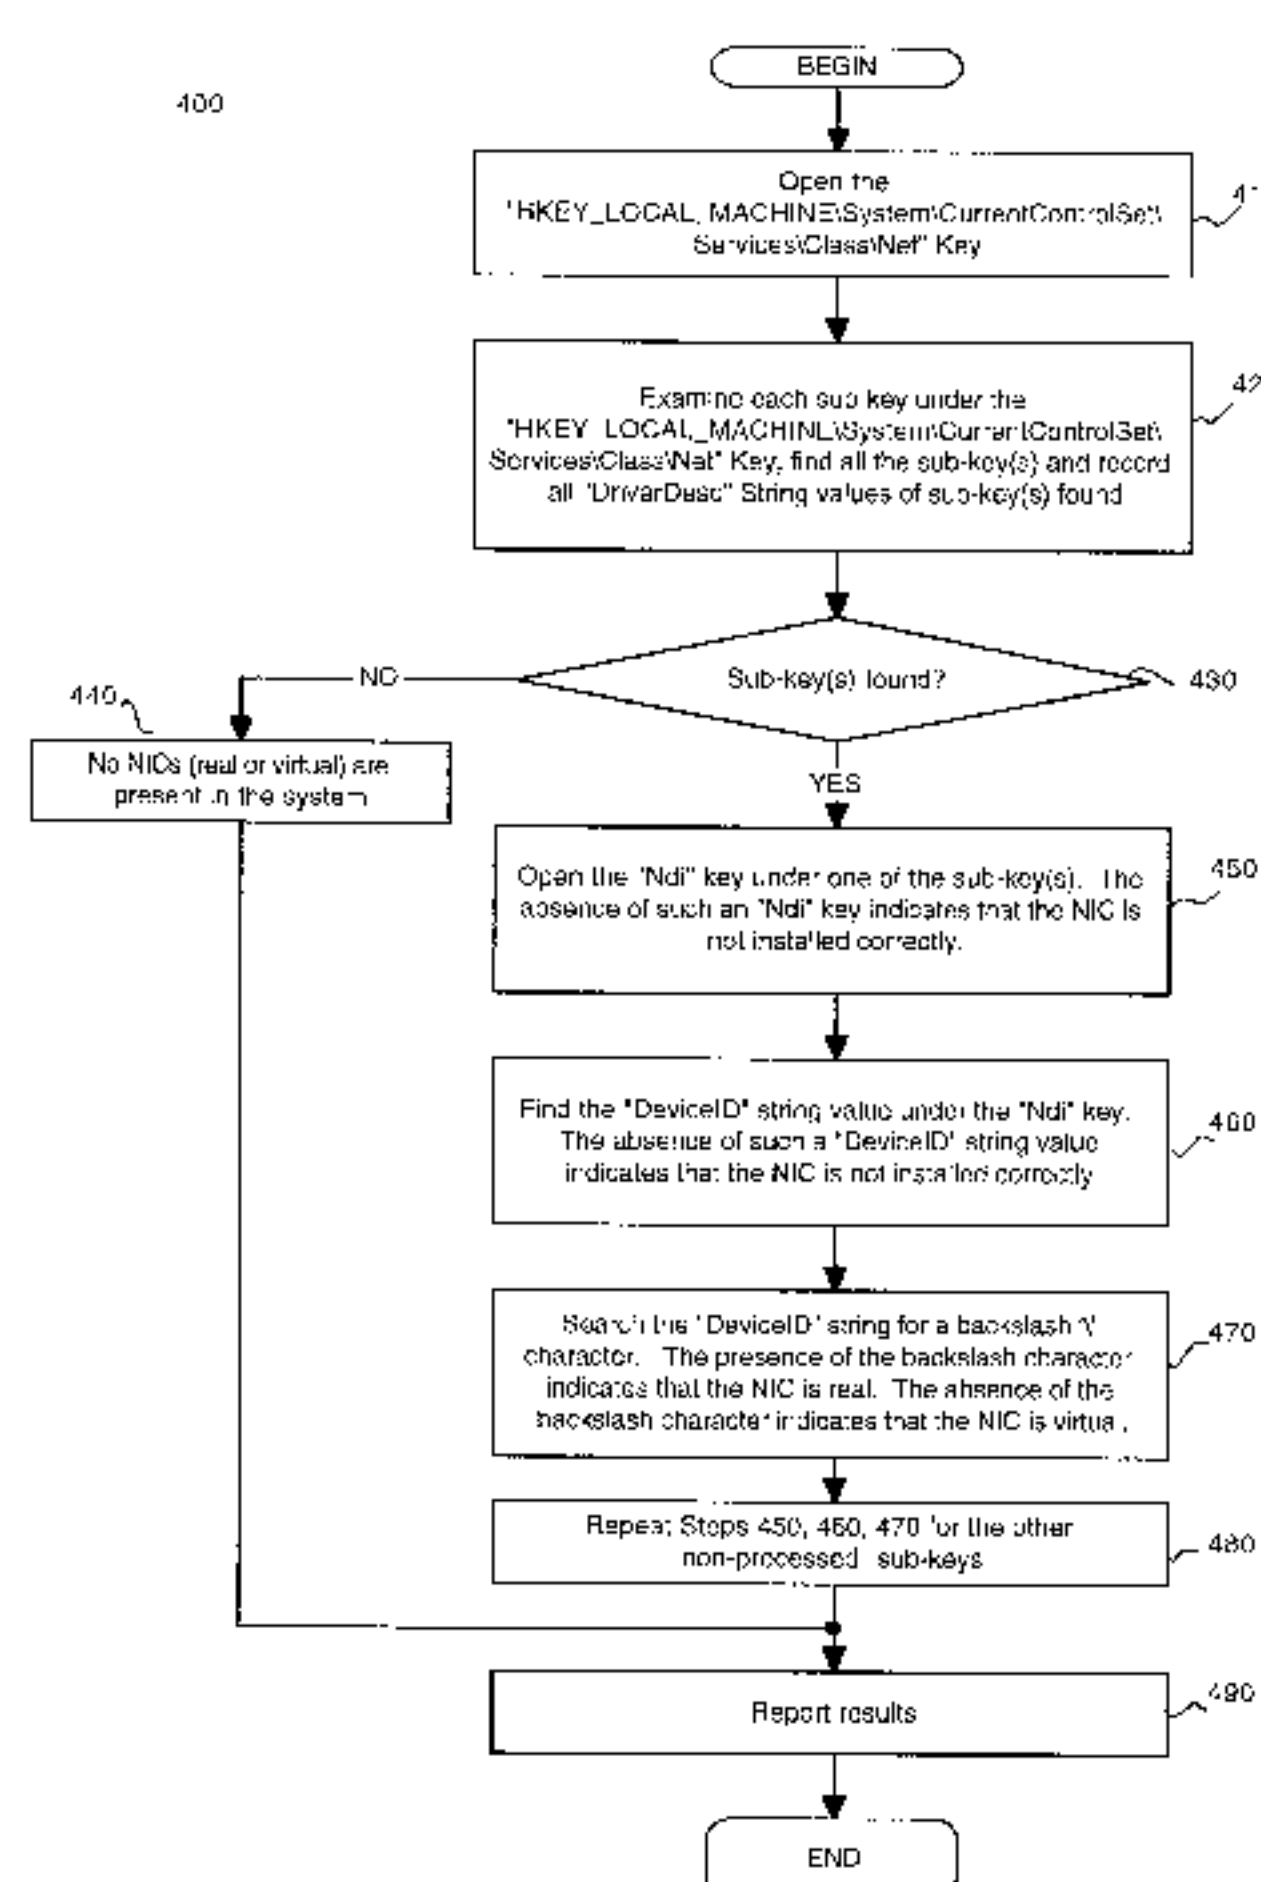 BEGIN
400
Open the
"HKEY_LOCAL_MACHINE\System\CurrentControlSet\
Services\Class\Net" Key
41
Examine each sub key under the
"HKEY_LOCAL_MACHINE\System\CurrentControlSet\
Services\Class\Net" Key, find all the sub-key(s) and record
all "DriverDesc" String values of sub-key(s) found
42
Sub-key(s) found?
430
NO
440
No NICs (real or virtual) are
present in the system
YES
Open the "Ndi" key under one of the sub-key(s). The
absence of such an "Ndi" key indicates that the NIC is
not installed correctly.
450
Find the "DeviceID" string value under the "Ndi" key.
The absence of such a "DeviceID" string value
indicates that the NIC is not installed correctly
460
Search the "DeviceID" string for a backslash '\'
character. The presence of the backslash character
indicates that the NIC is real. The absence of the
backslash character indicates that the NIC is virtual.
470
Repeat Steps 450, 460, 470 for the other
non-processed sub-keys
480
Report results
490
END